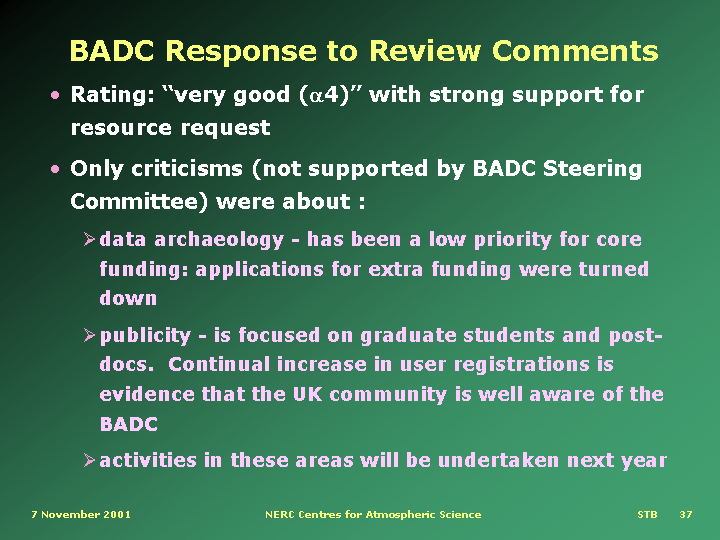 BADC Response to Review Comments
• Rating: “very good (α4)” with strong support for
resource request
• Only criticisms (not supported by BADC Steering
Committee) were about :
➢data archaeology - has been a low priority for core
funding: applications for extra funding were turned
down
➢publicity - is focused on graduate students and post-
docs.  Continual increase in user registrations is
evidence that the UK community is well aware of the
BADC
➢activities in these areas will be undertaken next year
7 November 2001 NERC Centres for Atmospheric Science STB 37